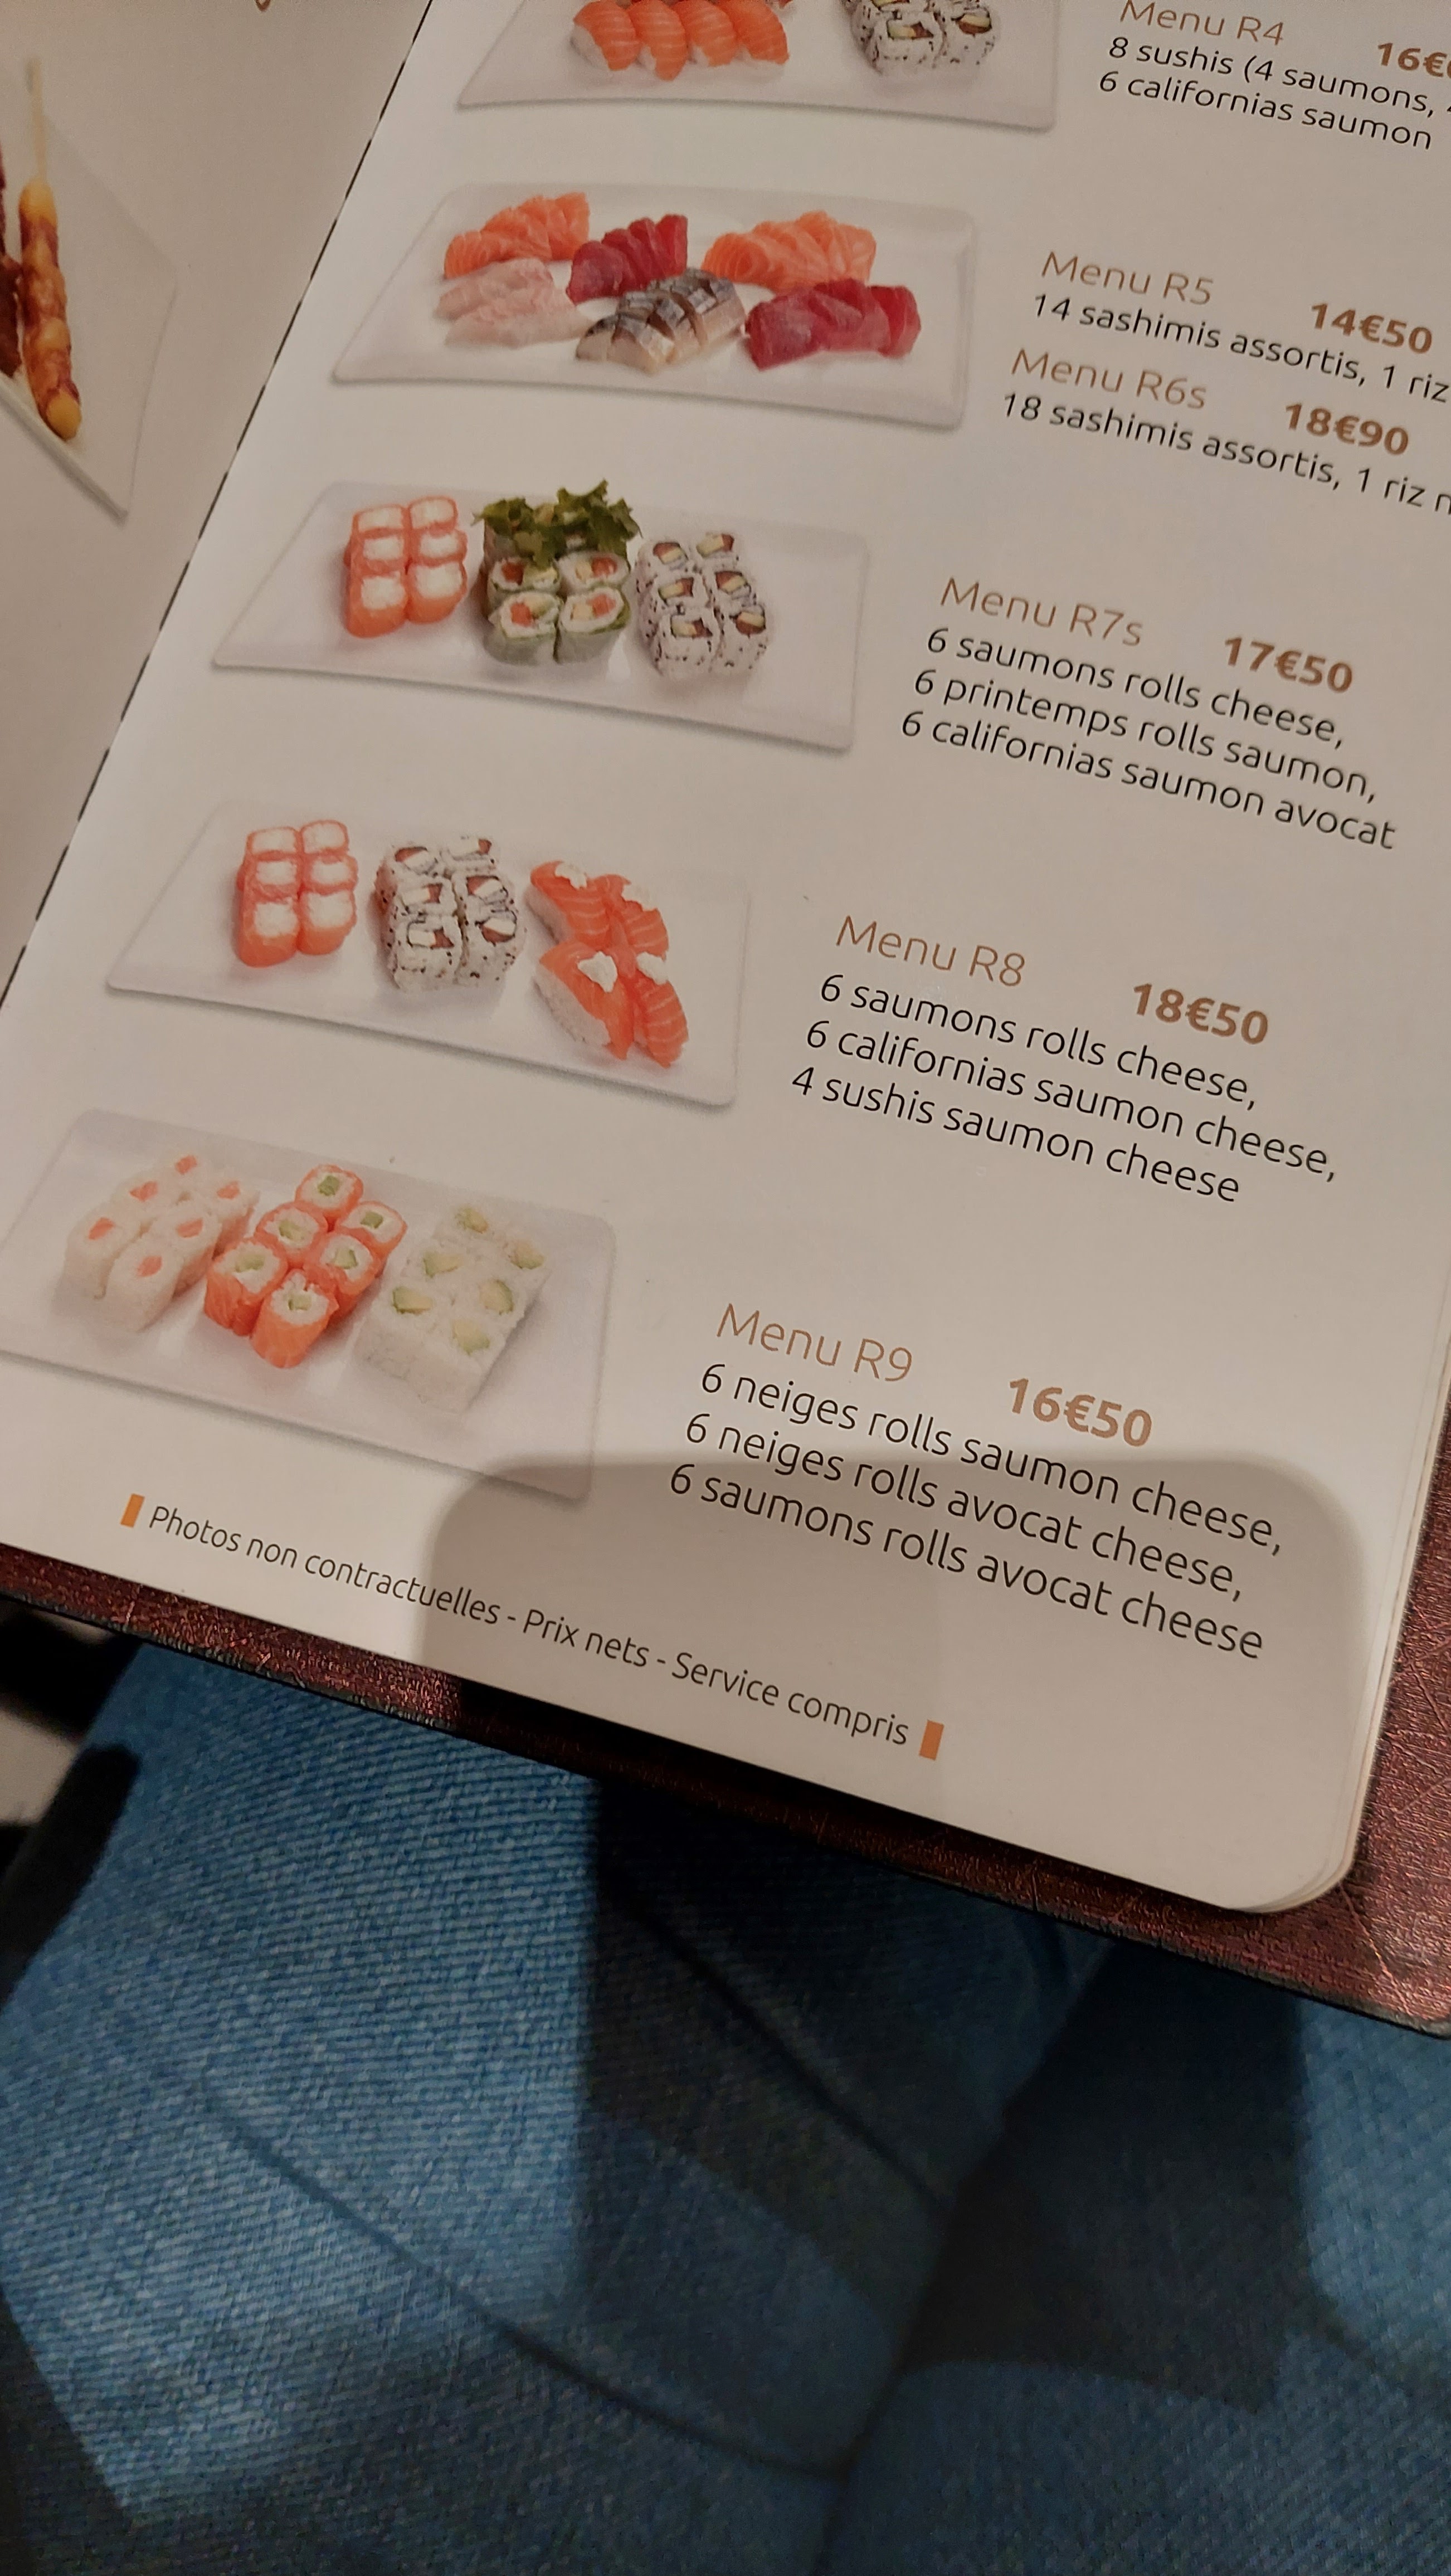 Menu R4
8 sushis (4 saumons,
6 californias saumon
Menu R5 14€50
14 sashimis assortis, 1 riz
Menu R6s 18€90
18 sashimis assortis, 1 riz
Menu R7s 17€50
6 saumons rolls cheese,
6 printemps rolls saumon,
6 californias saumon avocat
Menu R8 18€50
6 saumons rolls cheese,
6 californias saumon cheese,
4 sushis saumon cheese
Menu R9 16€50
6 neiges rolls saumon cheese,
6 neiges rolls avocat cheese,
6 saumons rolls avocat cheese
Photos non contractuelles - Prix nets - Service compris